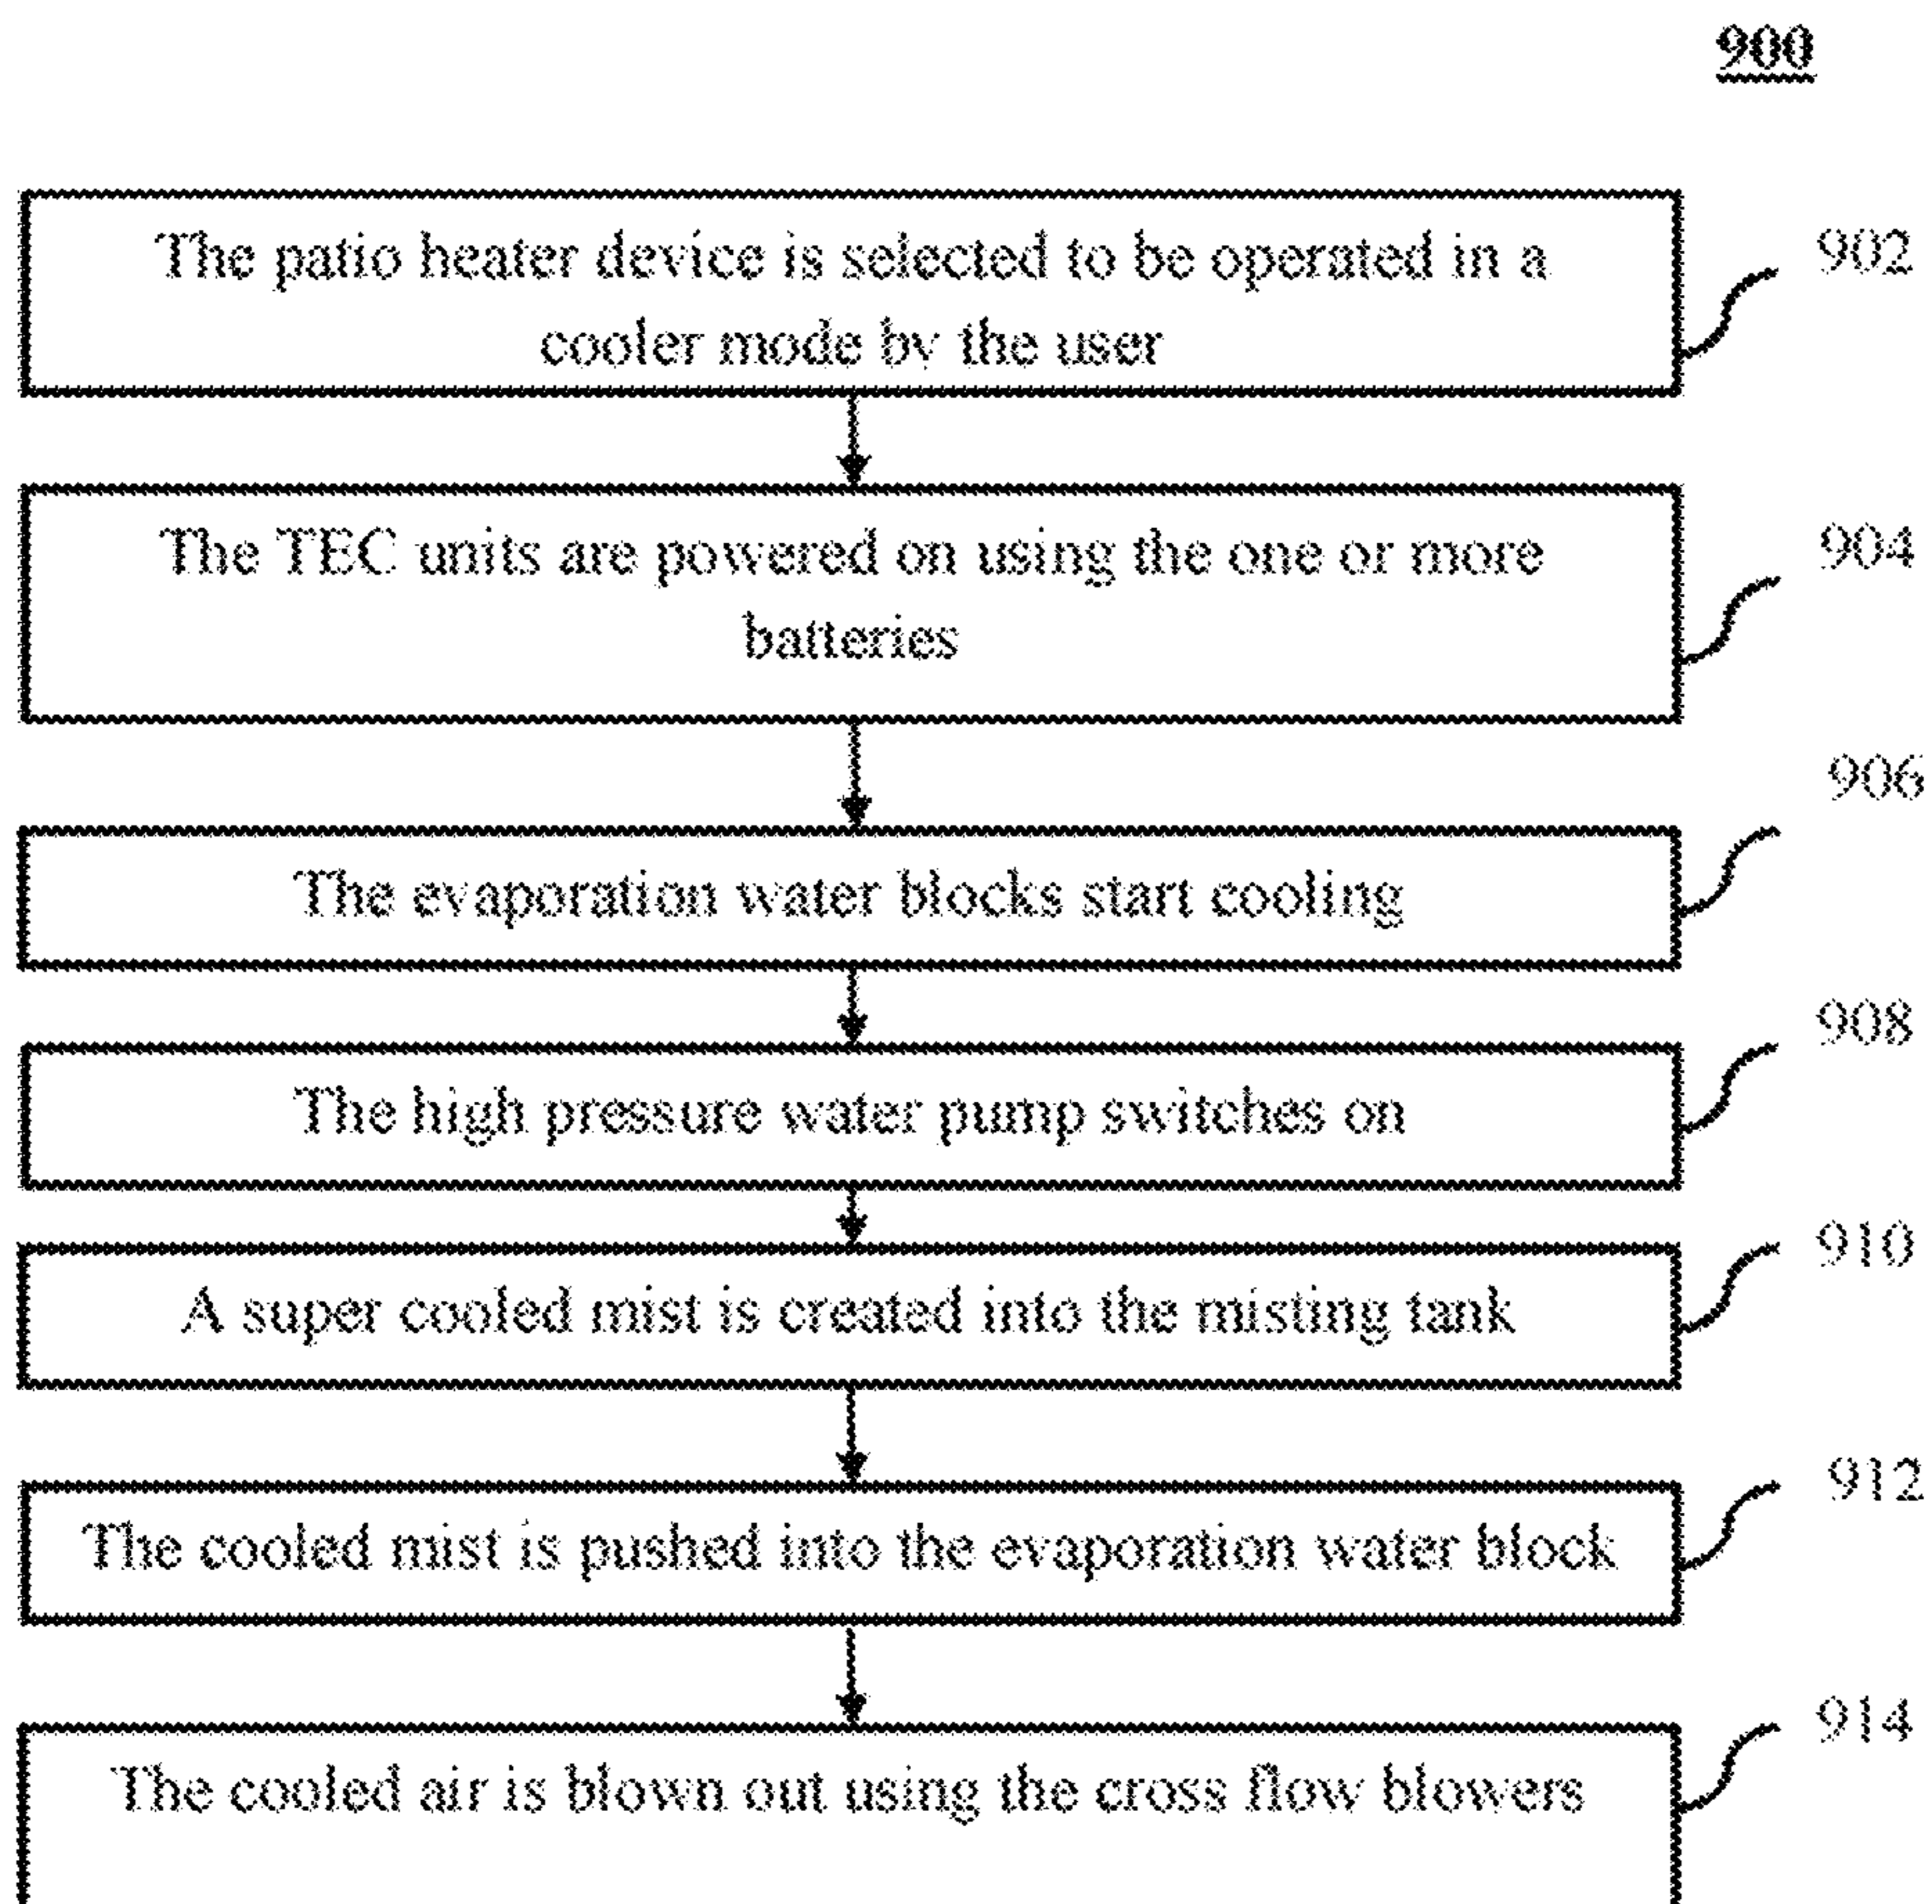 900
The patio heater device is selected to be operated in a
cooler mode by the user
902
The TEC units are powered on using the one or more
batteries
904
The evaporation water blocks start cooling
906
The high pressure water pump switches on
908
A super cooled mist is created into the misting tank
910
The cooled mist is pushed into the evaporation water block
912
The cooled air is blown out using the cross flow blowers
914